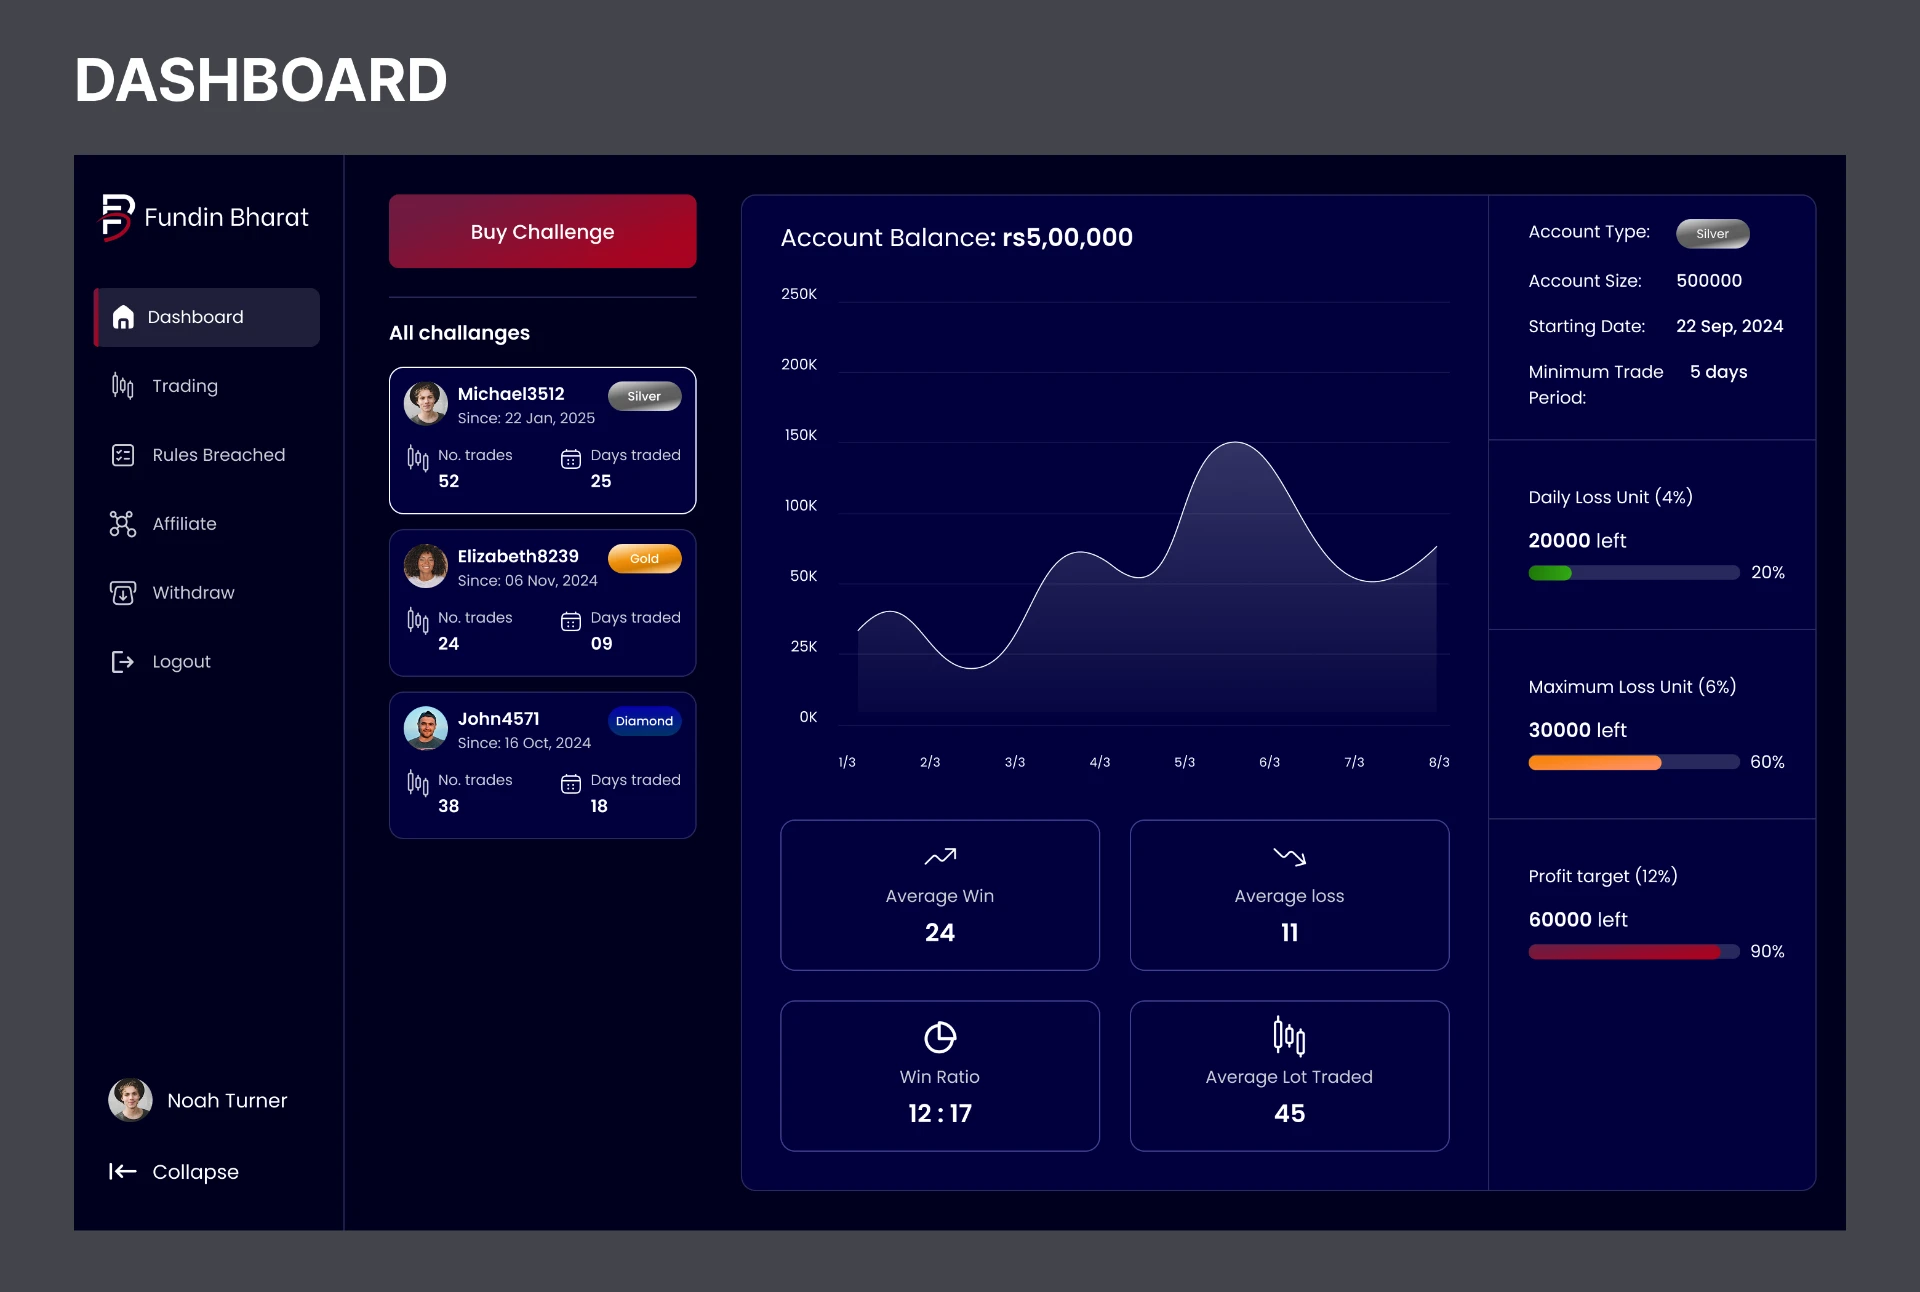 DASHBOARD
Fundin Bharat
Dashboard
Trading
Rules Breached
Affiliate
Withdraw
Logout
Noah Turner
Collapse
Buy Challenge
All challanges
Michael3512
Silver
Since: 22 Jan, 2025
No. trades
52
Days traded
25
Elizabeth8239
Gold
Since: 06 Nov, 2024
No. trades
24
Days traded
09
John4571
Diamond
Since: 16 Oct, 2024
No. trades
38
Days traded
18
Account Balance: rs5,00,000
250K
200K
150K
100K
50K
25K
0K
1/3 2/3 3/3 4/3 5/3 6/3 7/3 8/3
Average Win
24
Average loss
11
Win Ratio
12 : 17
Average Lot Traded
45
Account Type: Silver
Account Size: 500000
Starting Date: 22 Sep, 2024
Minimum Trade 5 days
Period:
Daily Loss Unit (4%)
20000 left
20%
Maximum Loss Unit (6%)
30000 left
60%
Profit target (12%)
60000 left
90%